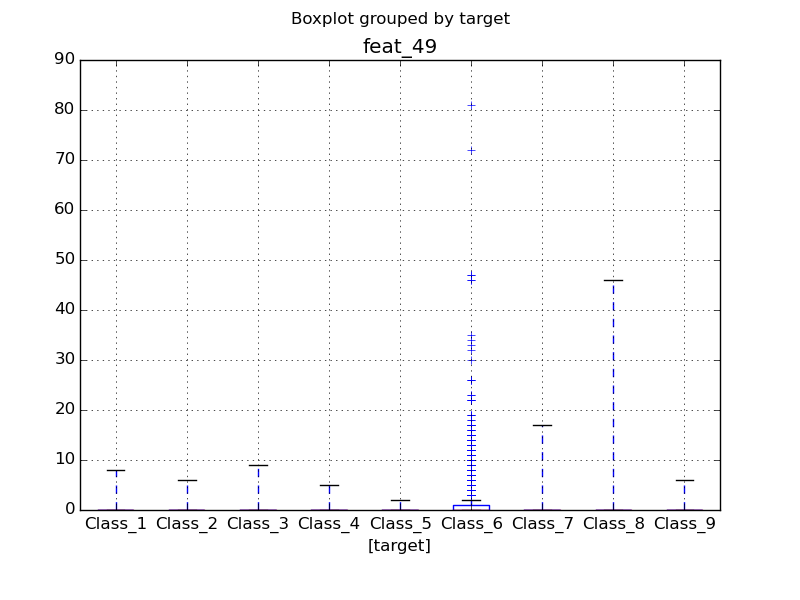 Boxplot grouped by target
feat_49
90
80
70
60
50
40
30
20
10
0
Class_1 Class_2 Class_3 Class_4 Class_5 Class_6 Class_7 Class_8 Class_9
[target]